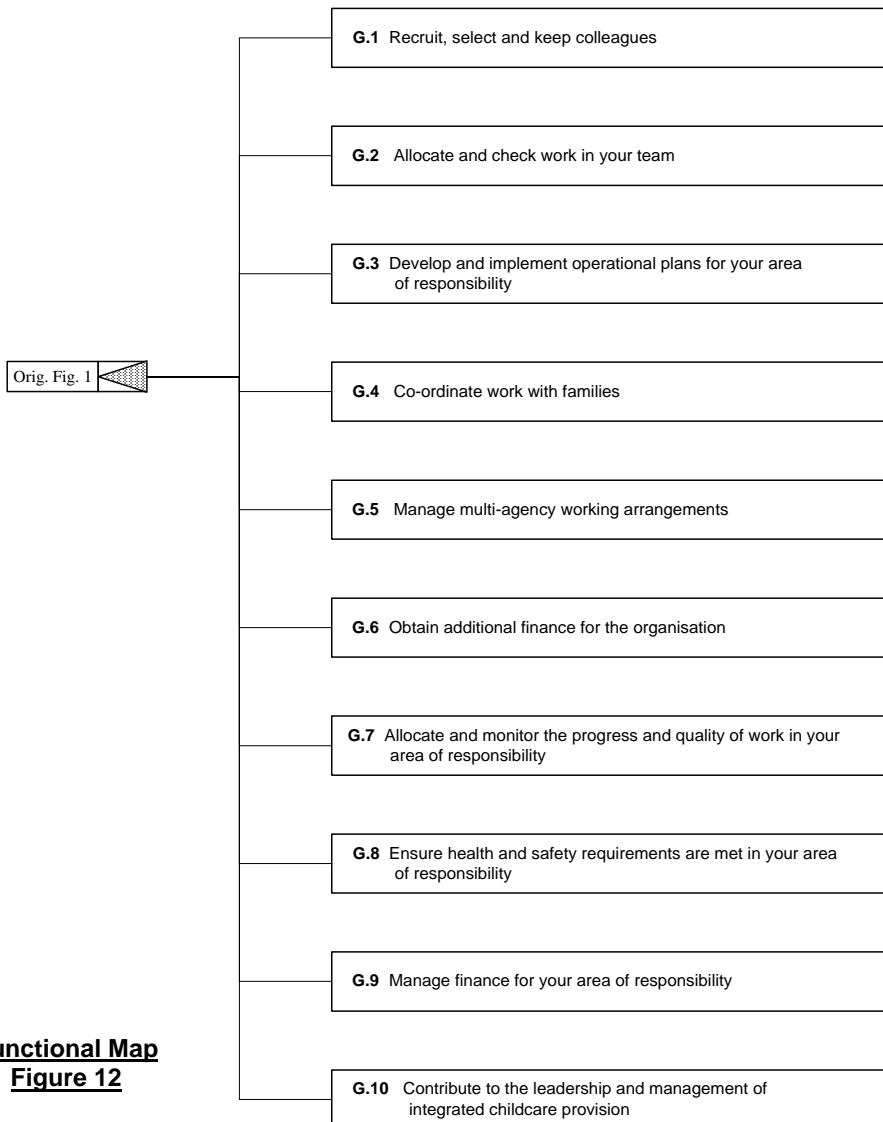 G.1 Recruit, select and keep colleagues
G.2 Allocate and check work in your team
G.3 Develop and implement operational plans for your area
of responsibility
Orig. Fig. 1
G.4 Co-ordinate work with families
G.5 Manage multi-agency working arrangements
G.6 Obtain additional finance for the organisation
G.7 Allocate and monitor the progress and quality of work in your
area of responsibility
G.8 Ensure health and safety requirements are met in your area
of responsibility
G.9 Manage finance for your area of responsibility
unctional Map
Figure 12
G.10 Contribute to the leadership and management of
integrated childcare provision